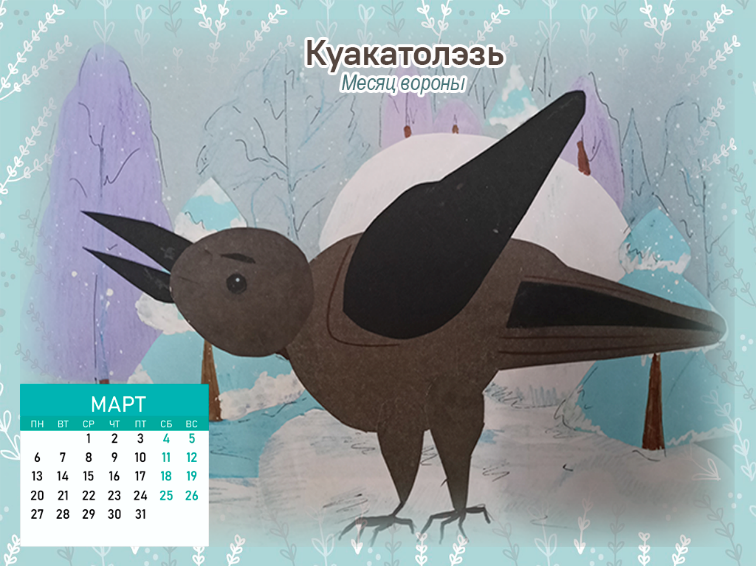 Куакатолэзь
Месяц вороны
МАРТ
ПН ВТ СР ЧТ ПТ СБ ВС
1 2 3 4 5
6 7 8 9 10 11 12
13 14 15 16 17 18 19
20 21 22 23 24 25 26
27 28 29 30 31